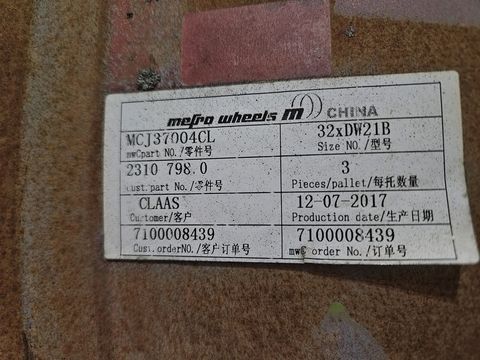 mefro wheels m CHINA
MCJ37004CL 32xDW21B
mwCpart NO./零件号 Size NO./型号
2310 798.0 3
cust.part NO./零件号 Pieces/pallet/每托数量
CLAAS 12-07-2017
Customer/客户 Production date/生产日期
7100008439 7100008439
Cust.orderNO./客户订单号 mwC order No./订单号